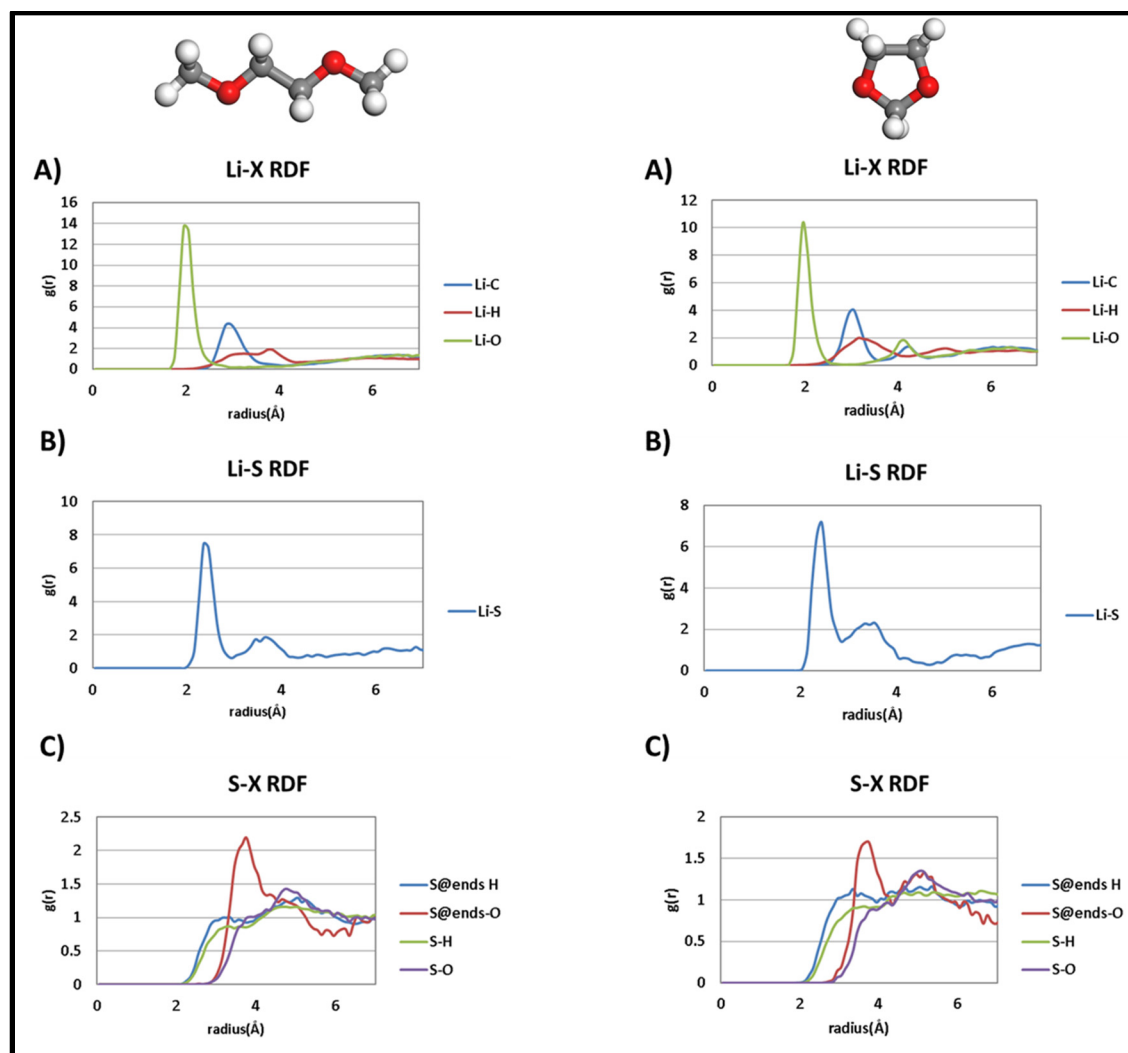 A)
Li-X RDF
16
14
12
10
8
6
4
2
0
g(r)
0 2 4 6
radius(Å)
Li-C
Li-H
Li-O
B)
Li-S RDF
10
8
6
4
2
0
g(r)
0 2 4 6
radius(Å)
Li-S
C)
S-X RDF
2.5
2
1.5
1
0.5
0
g(r)
0 2 4 6
radius(Å)
S@ends H
S@ends-O
S-H
S-O
A)
Li-X RDF
12
10
8
6
4
2
0
g(r)
0 2 4 6
radius(Å)
Li-C
Li-H
Li-O
B)
Li-S RDF
8
6
4
2
0
g(r)
0 2 4 6
radius(Å)
Li-S
C)
S-X RDF
2
1.5
1
0.5
0
g(r)
0 2 4 6
radius(Å)
S@ends H
S@ends-O
S-H
S-O